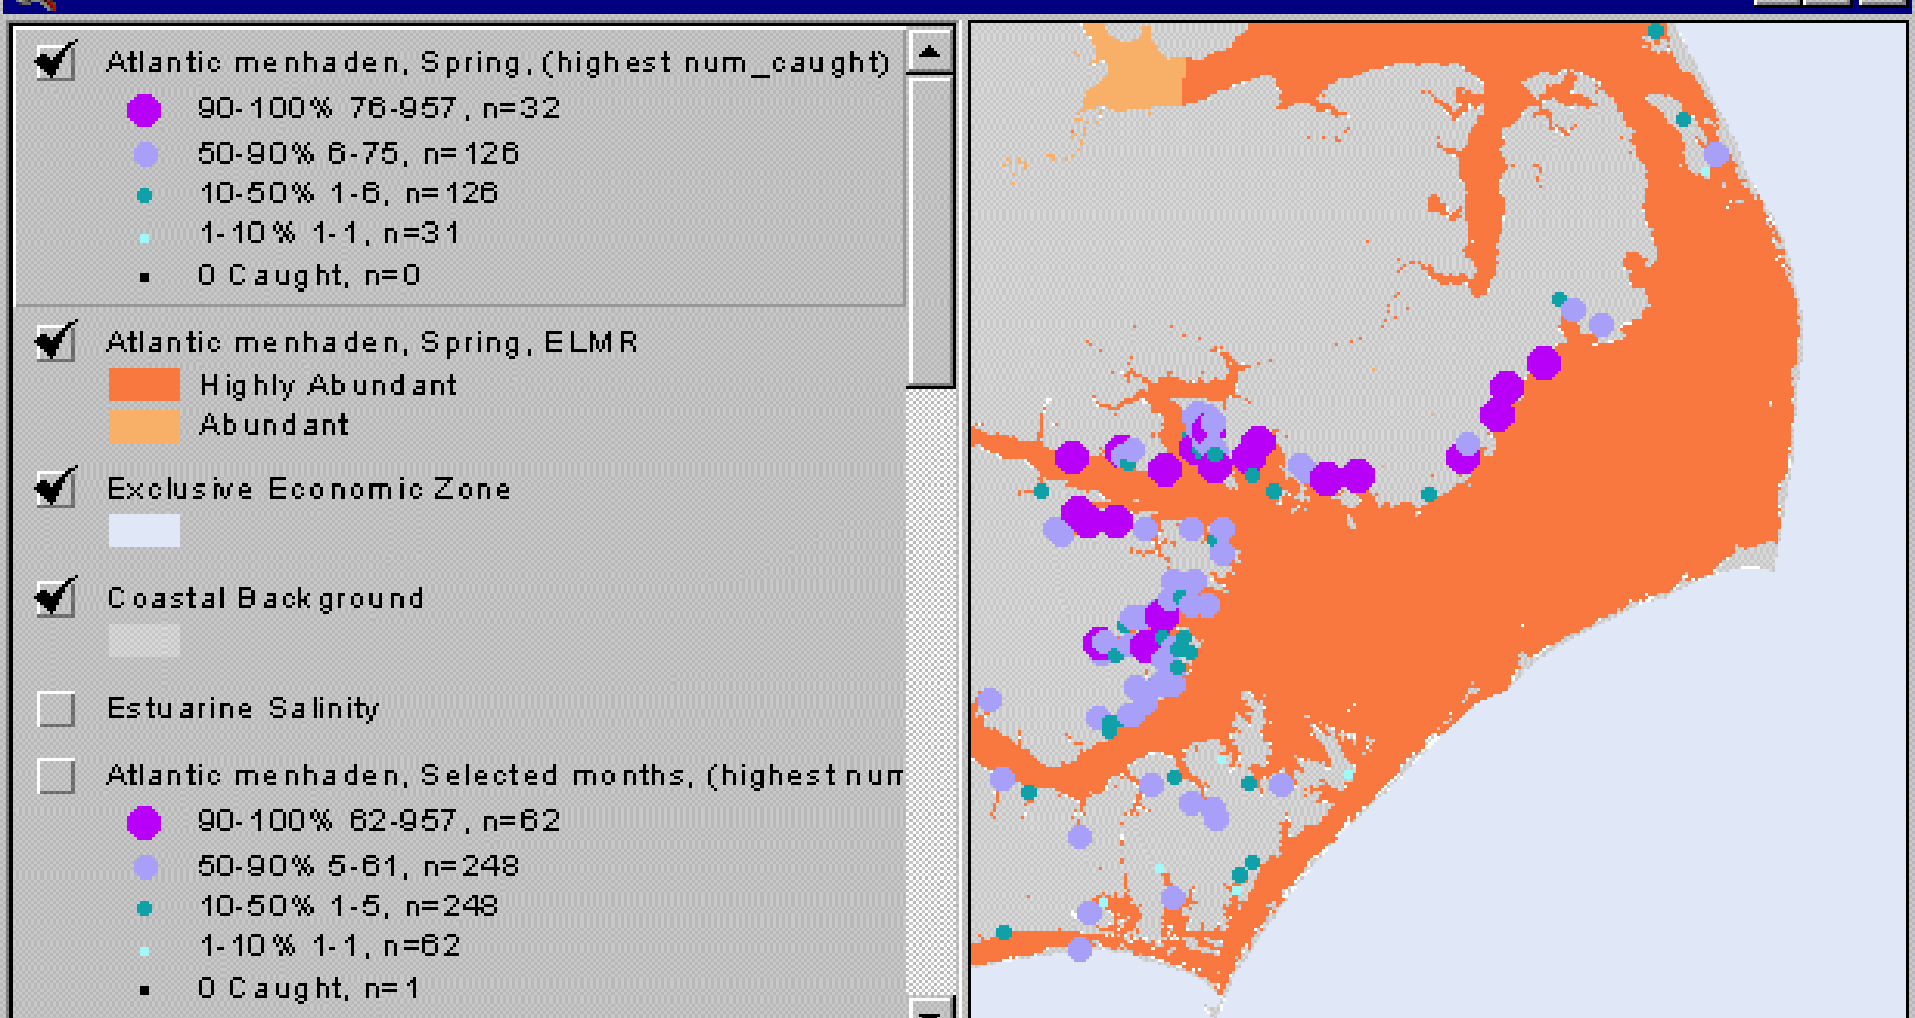 Atlantic menhaden, Spring, (highest num_caught)
90-100% 76-957, n=32
50-90% 6-75, n=126
10-50% 1-6, n=126
1-10% 1-1, n=31
0 Caught, n=0
Atlantic menhaden, Spring, ELMR
Highly Abundant
Abundant
Exclusive Economic Zone
Coastal Background
Estuarine Salinity
Atlantic menhaden, Selected months, (highest num
90-100% 62-957, n=62
50-90% 5-61, n=248
10-50% 1-5, n=248
1-10% 1-1, n=62
0 Caught, n=1